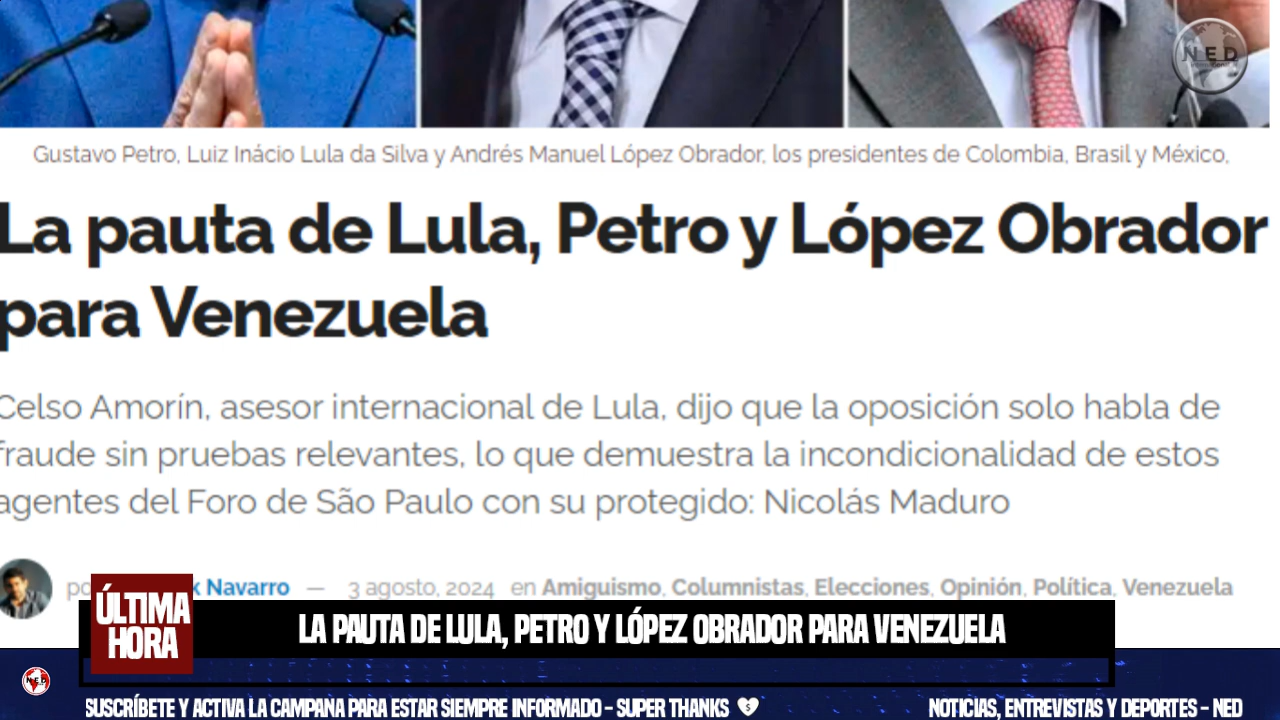 NED
Gustavo Petro, Luiz Inácio Lula da Silva y Andrés Manuel López Obrador, los presidentes de Colombia, Brasil y México,
La pauta de Lula, Petro y López Obrador
para Venezuela
Celso Amorín, asesor internacional de Lula, dijo que la oposición solo habla de
fraude sin pruebas relevantes, lo que demuestra la incondicionalidad de estos
agentes del Foro de São Paulo con su protegido: Nicolás Maduro
Navarro — 3 agosto, 2024 en Amiguismo, Columnistas, Elecciones, Opinión, Política, Venezuela
ÚLTIMA
HORA
LA PAUTA DE LULA, PETRO Y LÓPEZ OBRADOR PARA VENEZUELA
NED
SUSCRÍBETE Y ACTIVA LA CAMPANA PARA ESTAR SIEMPRE INFORMADO - SUPER THANKS
NOTICIAS, ENTREVISTAS Y DEPORTES - NED